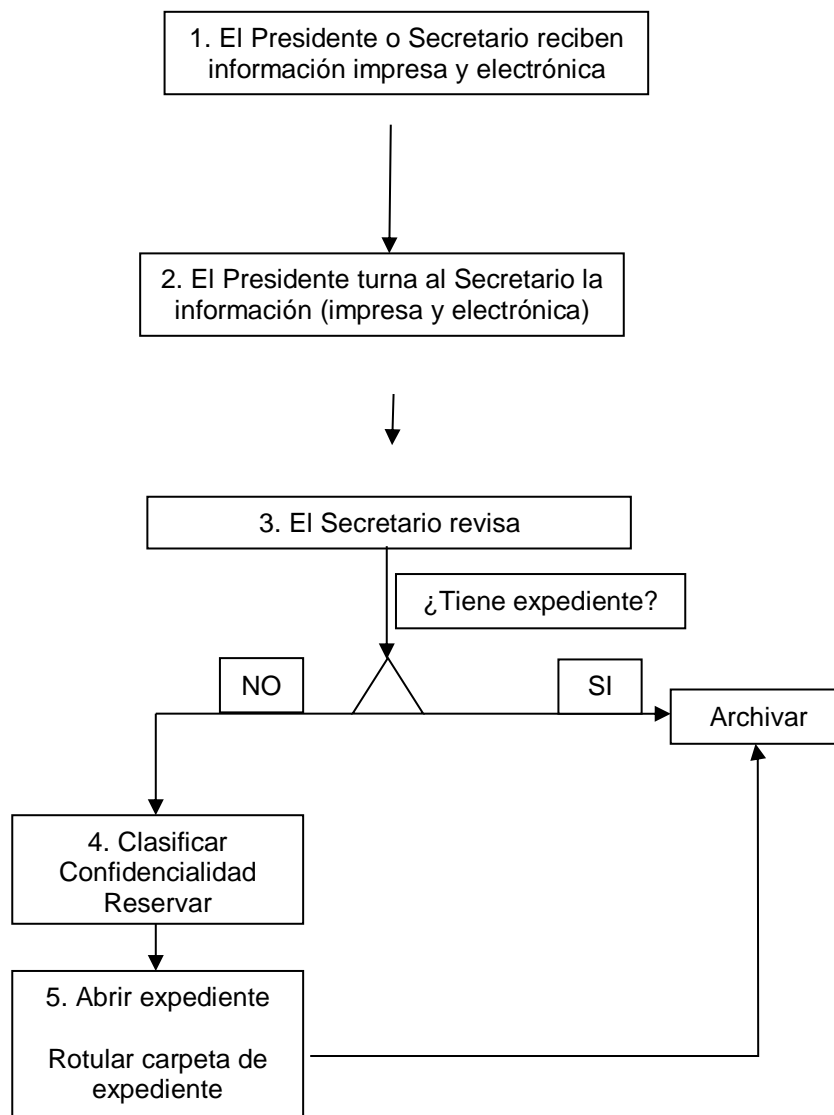 1. El Presidente o Secretario reciben
información impresa y electrónica
2. El Presidente turna al Secretario la
información (impresa y electrónica)
3. El Secretario revisa
¿Tiene expediente?
NO
SI
Archivar
4. Clasificar
Confidencialidad
Reservar
5. Abrir expediente
Rotular carpeta de
expediente